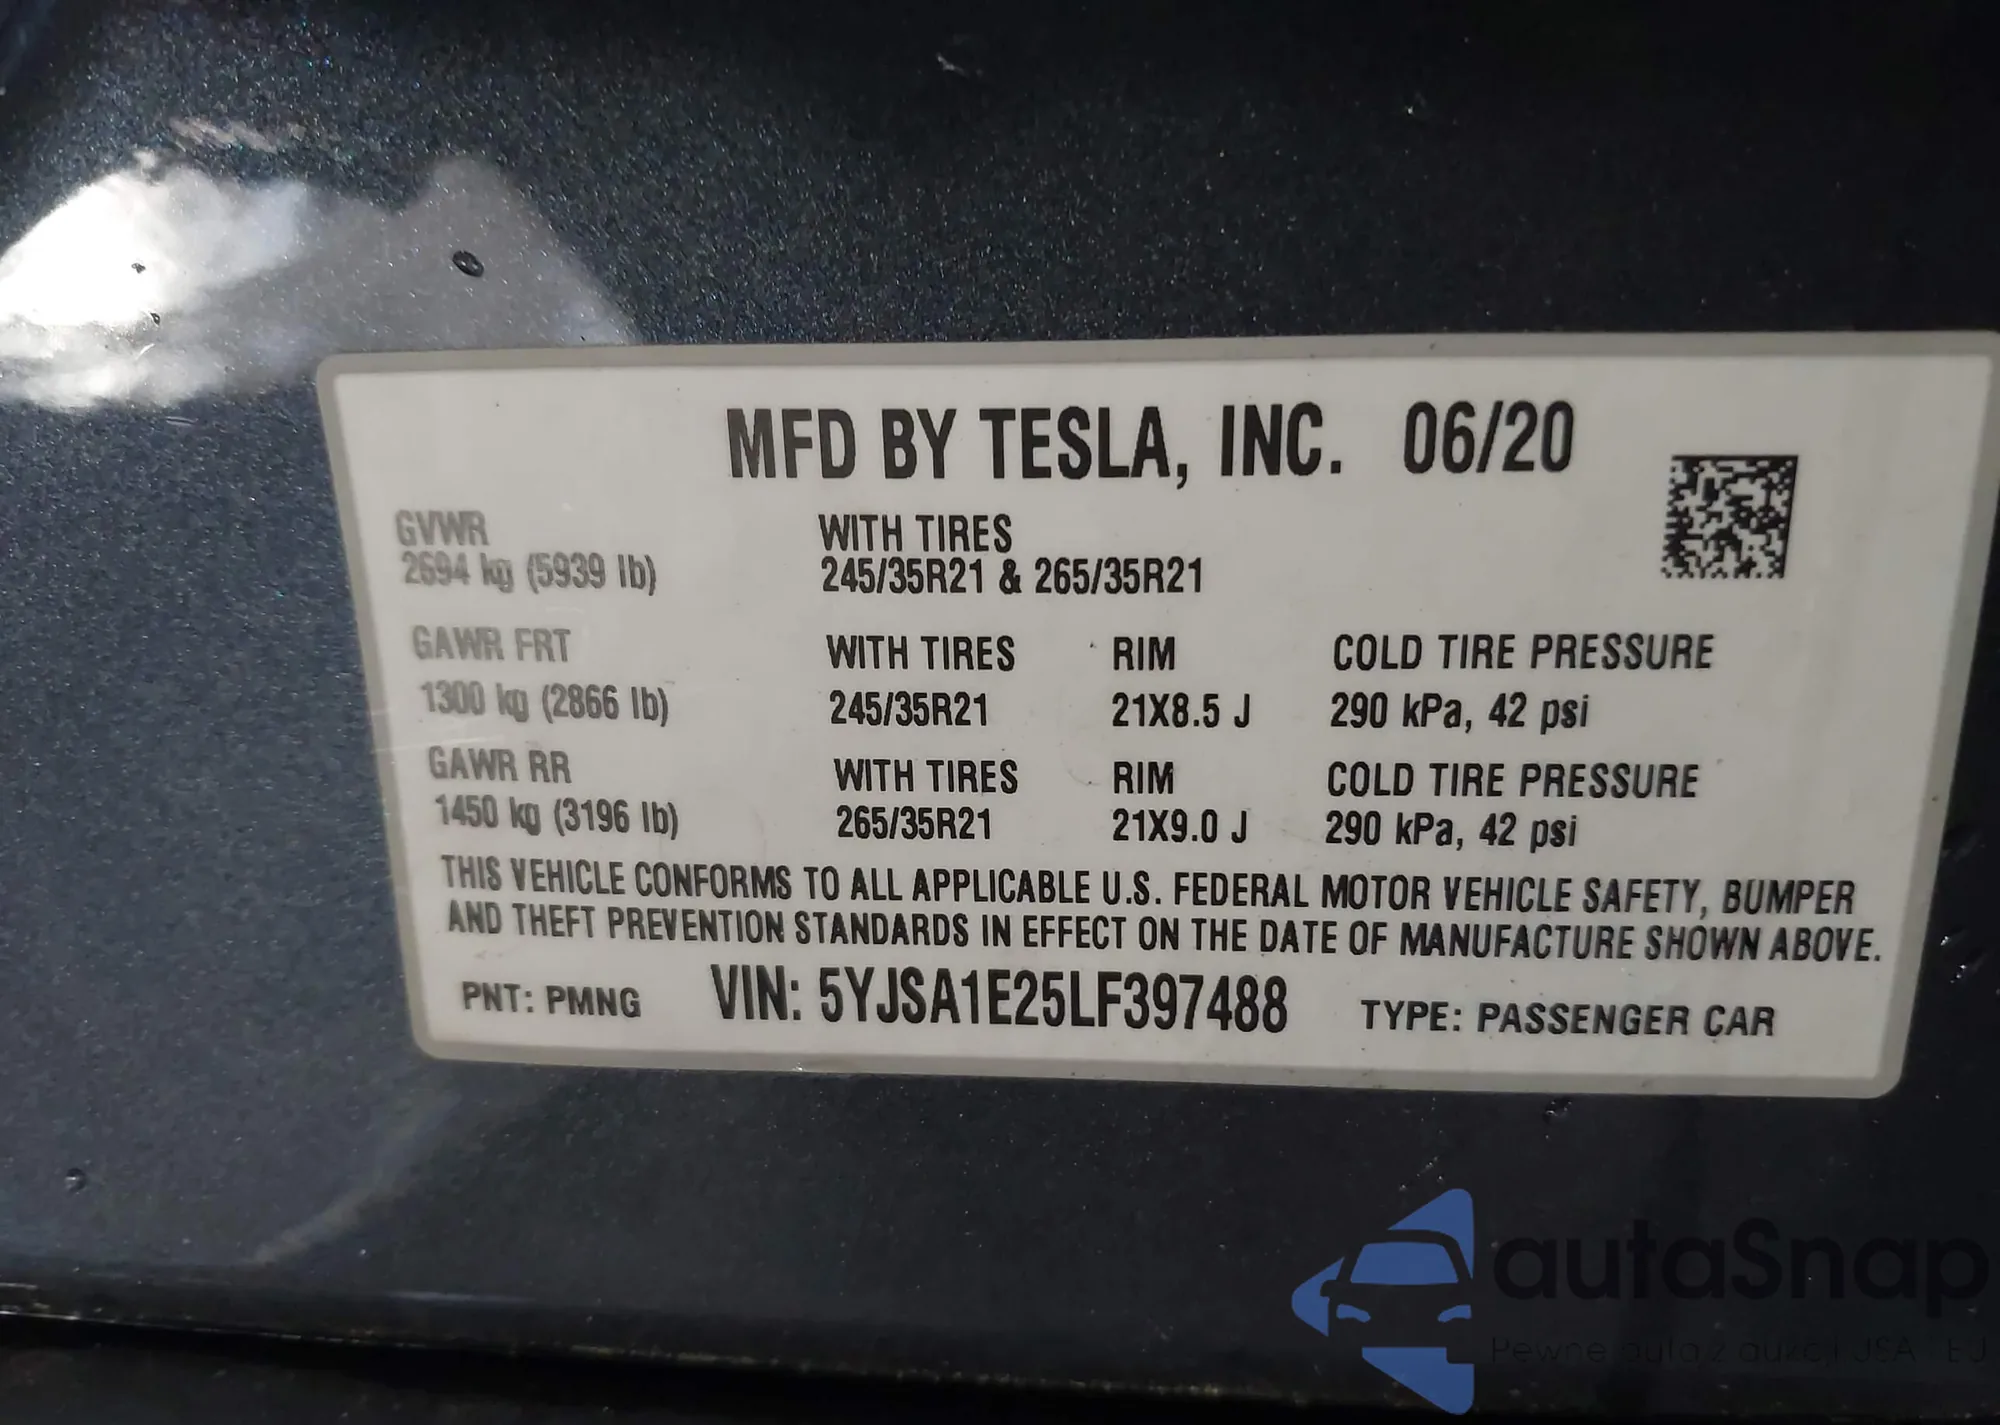 MFD BY TESLA, INC. 06/20
GVWR WITH TIRES
2694 kg (5939 lb) 245/35R21 & 265/35R21
GAWR FRT WITH TIRES RIM COLD TIRE PRESSURE
1300 kg (2866 lb) 245/35R21 21X8.5 J 290 kPa, 42 psi
GAWR RR WITH TIRES RIM COLD TIRE PRESSURE
1450 kg (3196 lb) 265/35R21 21X9.0 J 290 kPa, 42 psi
THIS VEHICLE CONFORMS TO ALL APPLICABLE U.S. FEDERAL MOTOR VEHICLE SAFETY, BUMPER
AND THEFT PREVENTION STANDARDS IN EFFECT ON THE DATE OF MANUFACTURE SHOWN ABOVE.
PNT: PMNG VIN: 5YJSA1E25LF397488 TYPE: PASSENGER CAR
autaSnap
Pewne auta z aukcji USA